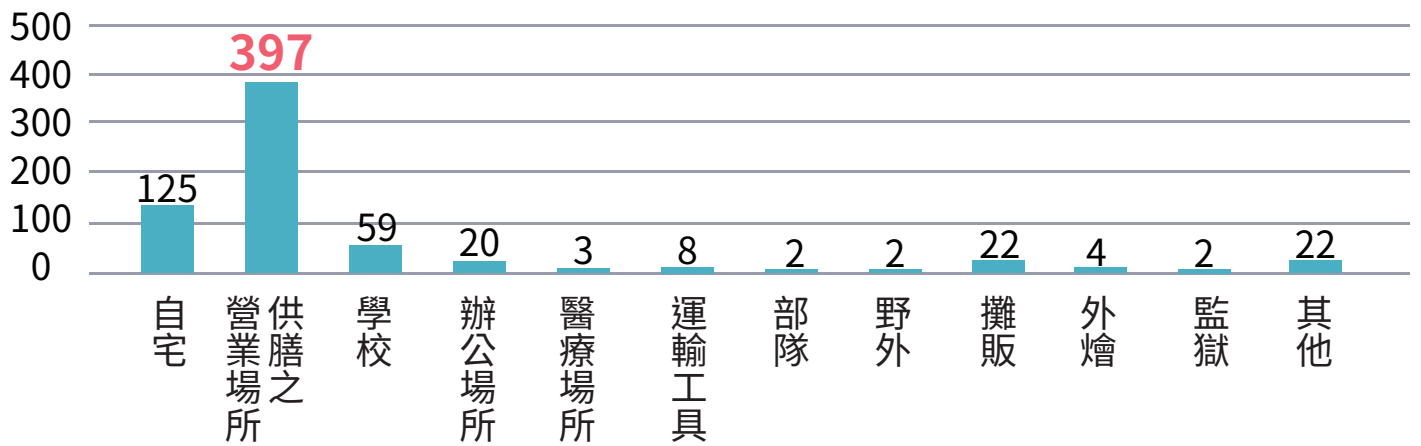 500
400
300
200
100
0
125
397
59
20
3
8
2
2
22
4
2
22
自宅
供膳之
營業場所
學校
辦公場所
醫療場所
運輸工具
部隊
野外
攤販
外燴
監獄
其他